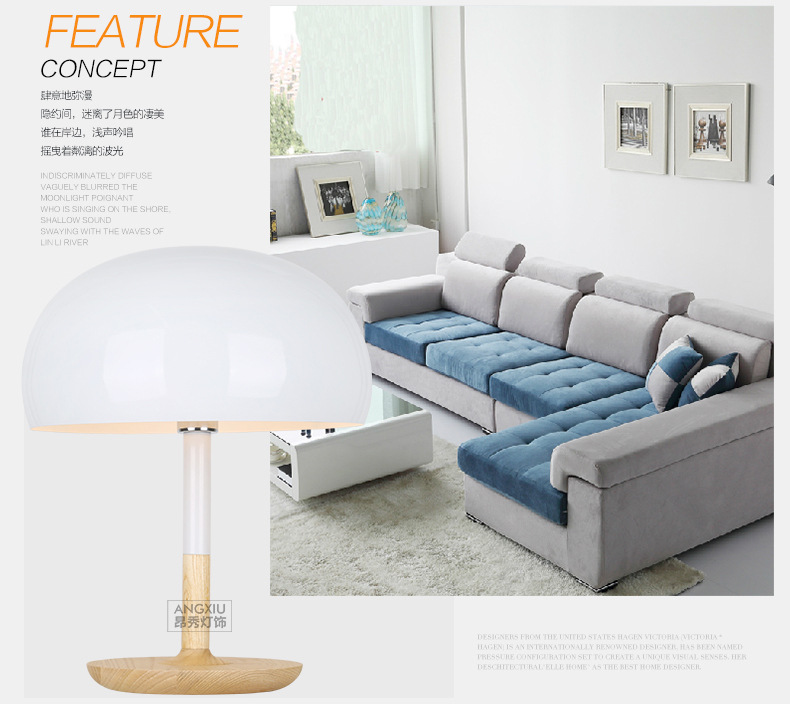 FEATURE
CONCEPT
肆意地弥漫
隐约间，迷离了月色的凄美
谁在岸边，浅声吟唱
摇曳着粼漓的波光
INDISCRIMINATELY DIFFUSE
VAGUELY BLURRED THE
MOONLIGHT POIGNANT
WHO IS SINGING ON THE SHORE,
SHALLOW SOUND
SWAYING WITH THE WAVES OF
LIN LI RIVER
ANGXIU
昂秀灯饰
DESIGNERS FROM THE UNITED STATES HAGEN VICTORIA (VICTORIA *
HAGEN) IS AN INTERNATIONALLY RENOWNED DESIGNER, HAS BEEN NAMED
PRESSURE CONFIGURATION SET TO CREATE A UNIQUE VISUAL SENSES. HER
DESCHITECTURAL "ELLE HOME" AS THE BEST HOME DESIGNER.